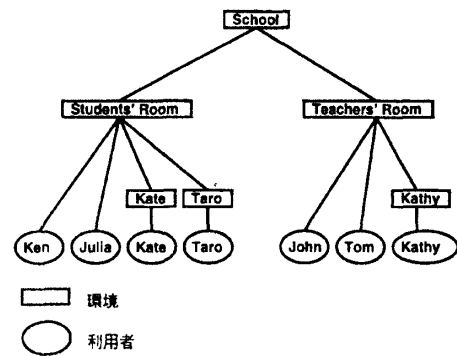 School
Students' Room
Teachers' Room
Kate
Taro
Kathy
Ken
Julia
Kate
Taro
John
Tom
Kathy
環境
利用者